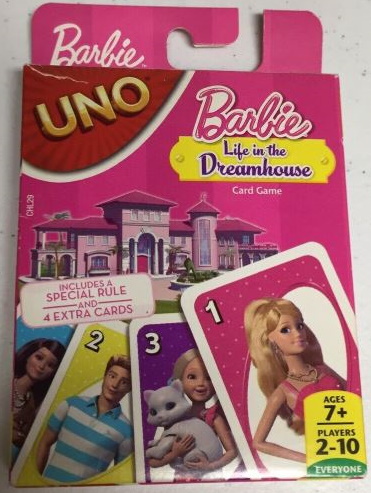 Barbie
UNO
Barbie
Life in the
Dreamhouse
Card Game
CHL29
INCLUDES A
SPECIAL RULE
AND
4 EXTRA CARDS
1
2
3
AGES
7+
PLAYERS
2-10
EVERYONE